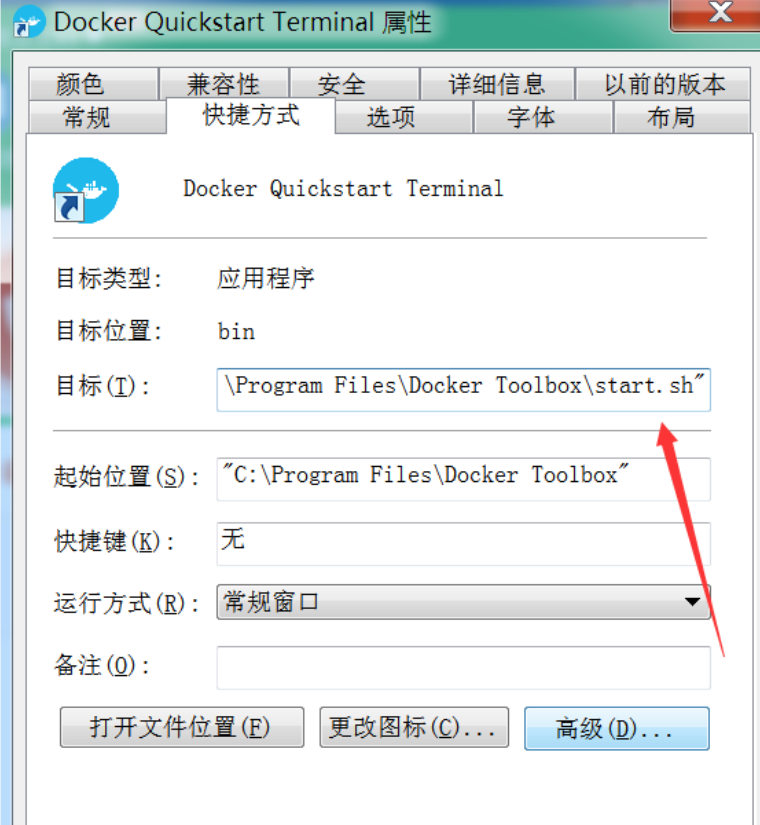 Docker Quickstart Terminal 属性
颜色 兼容性 安全 详细信息 以前的版本
常规 快捷方式 选项 字体 布局
Docker Quickstart Terminal
目标类型: 应用程序
目标位置: bin
目标(T): \Program Files\Docker Toolbox\start.sh"
起始位置(S): "C:\Program Files\Docker Toolbox"
快捷键(K): 无
运行方式(R): 常规窗口
备注(O):
打开文件位置(F) 更改图标(C)... 高级(D)...